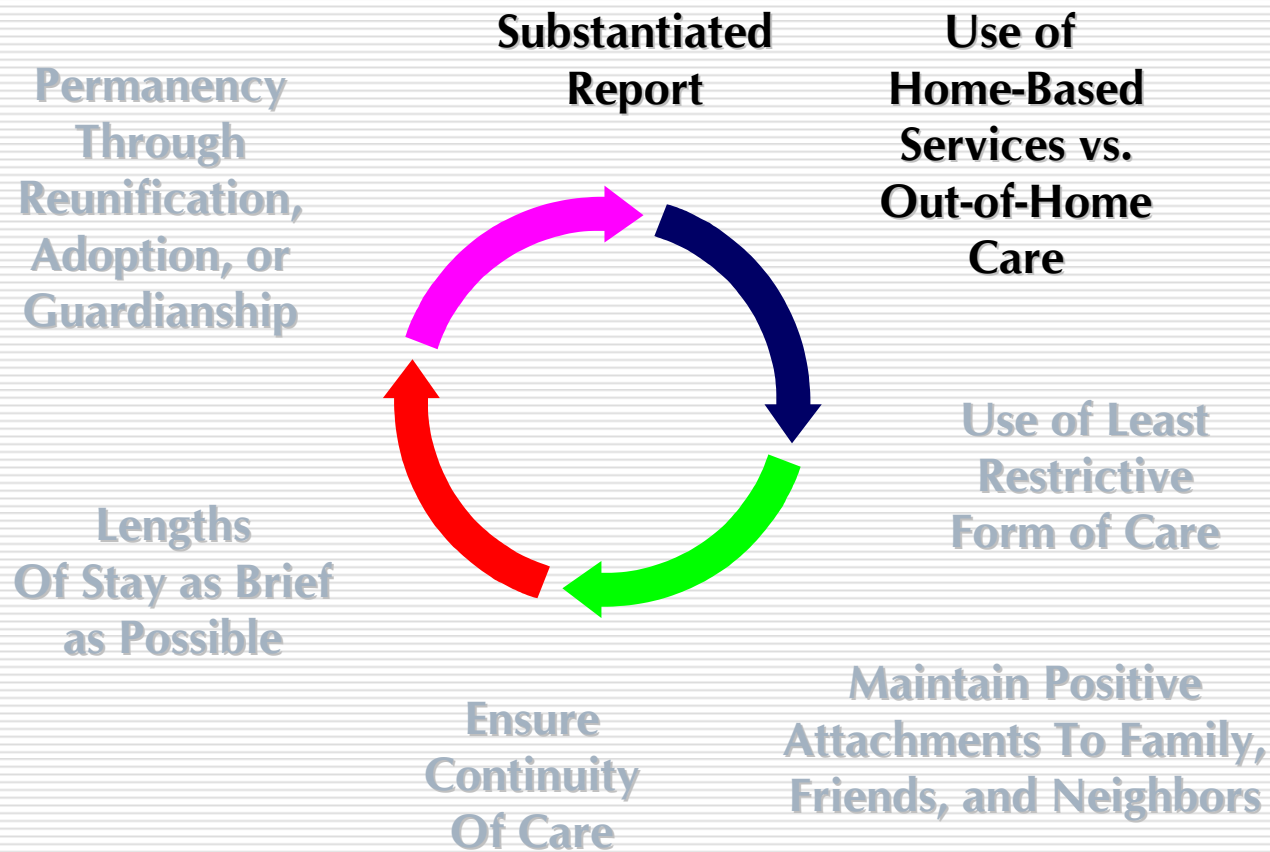 Substantiated
Report
Use of
Home-Based
Services vs.
Out-of-Home
Care
Use of Least
Restrictive
Form of Care
Maintain Positive
Attachments To Family,
Friends, and Neighbors
Ensure
Continuity
Of Care
Lengths
Of Stay as Brief
as Possible
Permanency
Through
Reunification,
Adoption, or
Guardianship